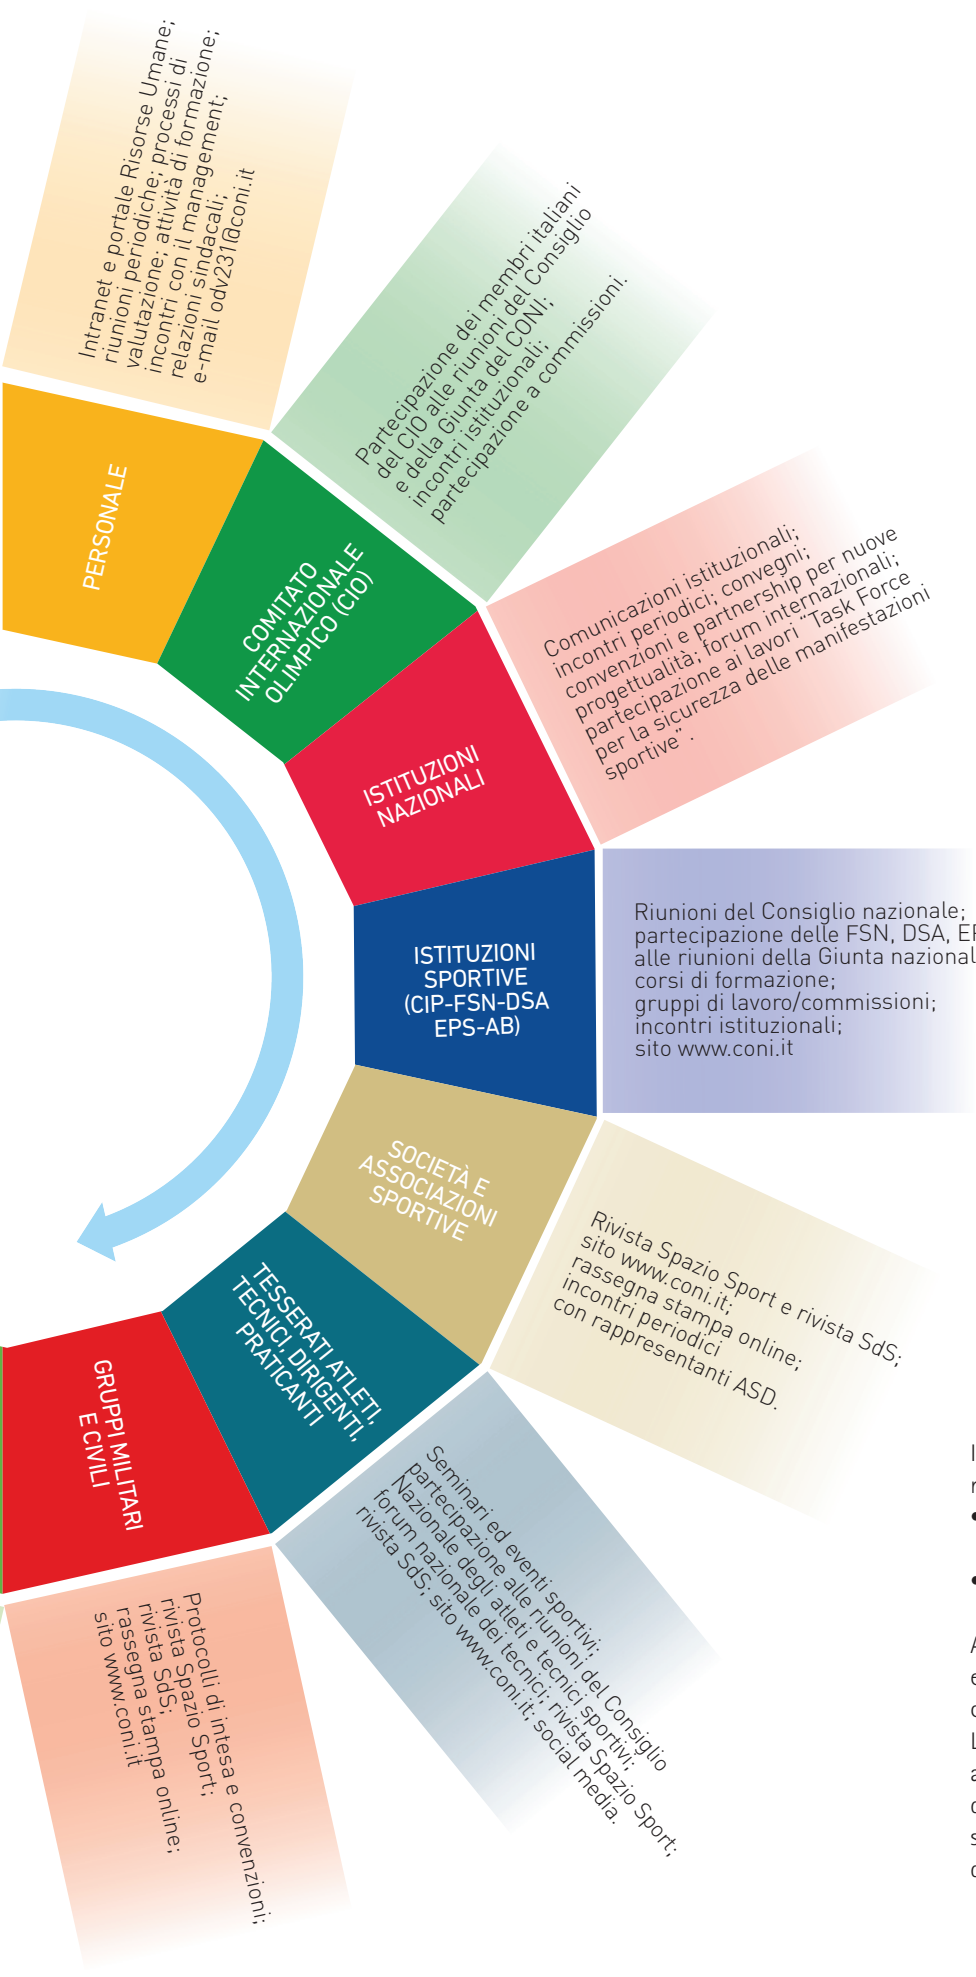 Intranet e portale Risorse Umane;
riunioni periodiche; processi di
valutazione; attività di formazione;
incontri con il management;
relazioni sindacali;
e-mail odv231@coni.it
PERSONALE
Partecipazione dei membri italiani
del CIO alle riunioni del Consiglio
e della Giunta del CONI;
incontri istituzionali;
partecipazione a commissioni.
COMITATO
INTERNAZIONALE
OLIMPICO (CIO)
Comunicazioni istituzionali;
incontri periodici; convegni;
convenzioni e partnership per nuove
progettualità; forum internazionali;
partecipazione ai lavori "Task Force
per la sicurezza delle manifestazioni
sportive" .
ISTITUZIONI
NAZIONALI
Riunioni del Consiglio nazionale;
partecipazione delle FSN, DSA,
alle riunioni della Giunta
corsi di formazione;
gruppi di lavoro/commissioni;
incontri istituzionali;
sito www.coni.it
ISTITUZIONI
SPORTIVE
(CIP-FSN-DSA
EPS-AB)
Rivista Spazio Sport e rivista SdS;
sito www.coni.it;
rassegna stampa online;
incontri periodici
con rappresentanti ASD.
SOCIETÀ E
ASSOCIAZIONI
SPORTIVE
Seminari ed eventi sportivi;
partecipazione alle riunioni del Consiglio
Nazionale degli atleti e tecnici sportivi;
forum nazionale dei tecnici; rivista Spazio Sport;
rivista SdS; sito www.coni.it; social media.
TESSERATI ATLETI,
TECNICI, DIRIGENTI,
PRATICANTI
Protocolli di intesa e convenzioni;
rivista Spazio Sport;
rivista SdS;
rassegna stampa online;
sito www.coni.it
GRUPPI MILITARI
E CIVILI